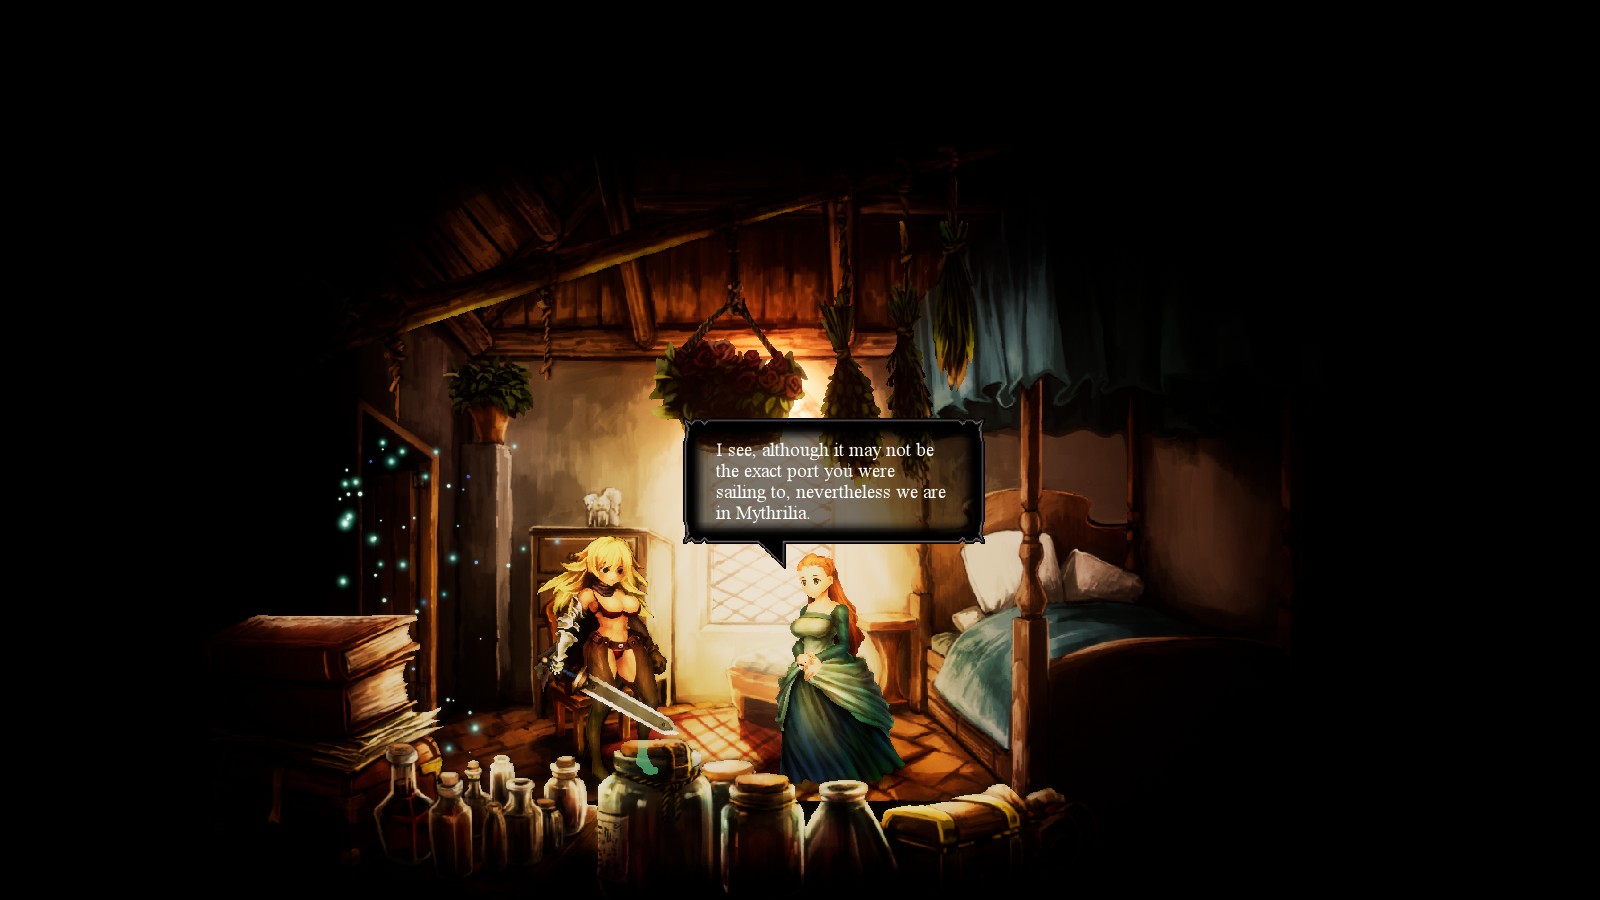 I see, although it may not be
the exact port you were
sailing to, nevertheless we are
in Mythrilia.